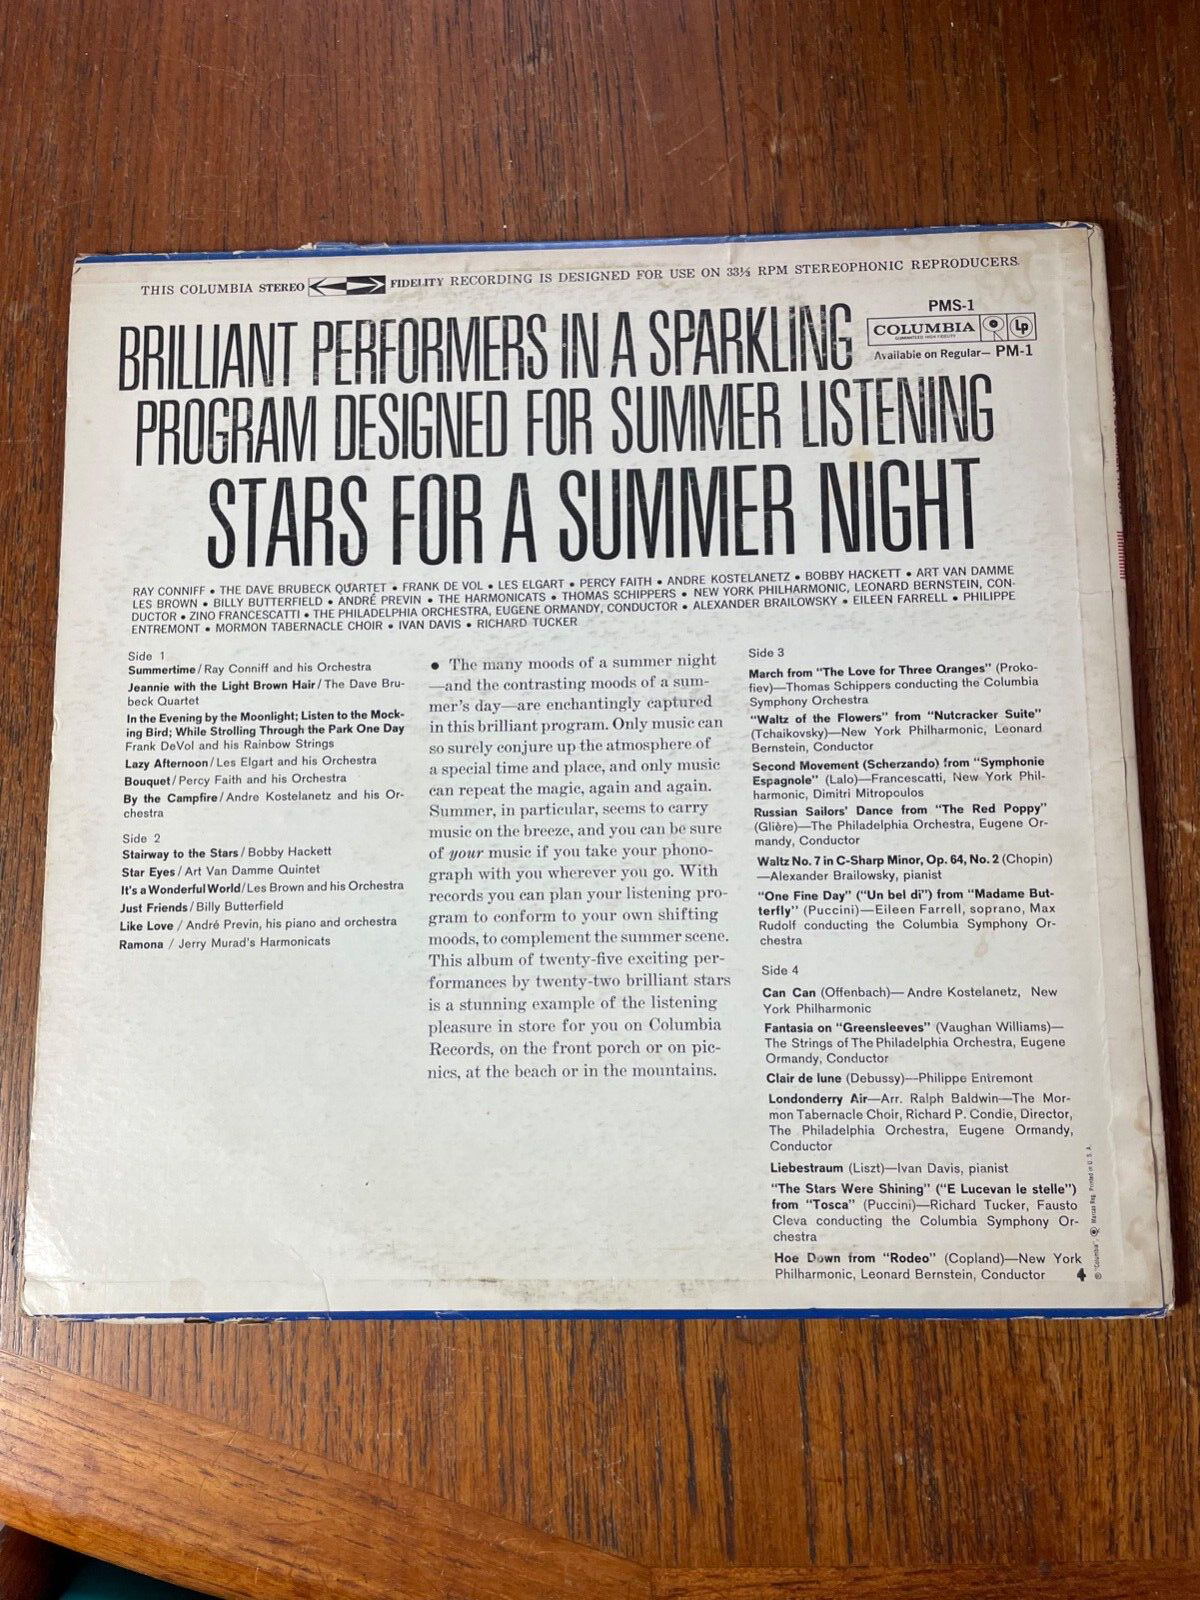 THIS COLUMBIA STEREO FIDELITY RECORDING IS DESIGNED FOR USE ON 33⅓ RPM STEREOPHONIC REPRODUCERS.
PMS-1
COLUMBIA
GUARANTEED HIGH FIDELITY
Lp
Available on Regular— PM-1
BRILLIANT PERFORMERS IN A SPARKLING
PROGRAM DESIGNED FOR SUMMER LISTENING
STARS FOR A SUMMER NIGHT
RAY CONNIFF • THE DAVE BRUBECK QUARTET • FRANK DE VOL • LES ELGART • PERCY FAITH • ANDRE KOSTELANETZ • BOBBY HACKETT • ART VAN DAMME
LES BROWN • BILLY BUTTERFIELD • ANDRÉ PREVIN • THE HARMONICATS • THOMAS SCHIPPERS • NEW YORK PHILHARMONIC, LEONARD BERNSTEIN, CON-
DUCTOR • ZINO FRANCESCATTI • THE PHILADELPHIA ORCHESTRA, EUGENE ORMANDY, CONDUCTOR • ALEXANDER BRAILOWSKY • EILEEN FARRELL • PHILIPPE
ENTREMONT • MORMON TABERNACLE CHOIR • IVAN DAVIS • RICHARD TUCKER
Side 1
Summertime / Ray Conniff and his Orchestra
Jeannie with the Light Brown Hair / The Dave Bru-
beck Quartet
In the Evening by the Moonlight; Listen to the Mock-
ing Bird; While Strolling Through the Park One Day
Frank DeVol and his Rainbow Strings
Lazy Afternoon / Les Elgart and his Orchestra
Bouquet / Percy Faith and his Orchestra
By the Campfire / Andre Kostelanetz and his Or-
chestra
Side 2
Stairway to the Stars / Bobby Hackett
Star Eyes / Art Van Damme Quintet
It's a Wonderful World / Les Brown and his Orchestra
Just Friends / Billy Butterfield
Like Love / André Previn, his piano and orchestra
Ramona / Jerry Murad's Harmonicats
• The many moods of a summer night
—and the contrasting moods of a sum-
mer's day—are enchantingly captured
in this brilliant program. Only music can
so surely conjure up the atmosphere of
a special time and place, and only music
can repeat the magic, again and again.
Summer, in particular, seems to carry
music on the breeze, and you can be sure
of your music if you take your phono-
graph with you wherever you go. With
records you can plan your listening pro-
gram to conform to your own shifting
moods, to complement the summer scene.
This album of twenty-five exciting per-
formances by twenty-two brilliant stars
is a stunning example of the listening
pleasure in store for you on Columbia
Records, on the front porch or on pic-
nics, at the beach or in the mountains.
Side 3
March from "The Love for Three Oranges" (Proko-
fiev)—Thomas Schippers conducting the Columbia
Symphony Orchestra
"Waltz of the Flowers" from "Nutcracker Suite"
(Tchaikovsky)—New York Philharmonic, Leonard
Bernstein, Conductor
Second Movement (Scherzando) from "Symphonie
Espagnole" (Lalo)—Francescatti, New York Phil-
harmonic, Dimitri Mitropoulos
Russian Sailors' Dance from "The Red Poppy"
(Glière)—The Philadelphia Orchestra, Eugene Or-
mandy, Conductor
Waltz No. 7 in C-Sharp Minor, Op. 64, No. 2 (Chopin)
—Alexander Brailowsky, pianist
"One Fine Day" ("Un bel di") from "Madame But-
terfly" (Puccini)—Eileen Farrell, soprano, Max
Rudolf conducting the Columbia Symphony Or-
chestra
Side 4
Can Can (Offenbach)—Andre Kostelanetz, New
York Philharmonic
Fantasia on "Greensleeves" (Vaughan Williams)—
The Strings of The Philadelphia Orchestra, Eugene
Ormandy, Conductor
Clair de lune (Debussy)—Philippe Entremont
Londonderry Air—Arr. Ralph Baldwin—The Mor-
mon Tabernacle Choir, Richard P. Condie, Director,
The Philadelphia Orchestra, Eugene Ormandy,
Conductor
Liebestraum (Liszt)—Ivan Davis, pianist
"The Stars Were Shining" ("E Lucevan le stelle")
from "Tosca" (Puccini)—Richard Tucker, Fausto
Cleva conducting the Columbia Symphony Or-
chestra
Hoe Down from "Rodeo" (Copland)—New York
Philharmonic, Leonard Bernstein, Conductor 4
® "Columbia", Marcas Reg. Printed in U. S. A.